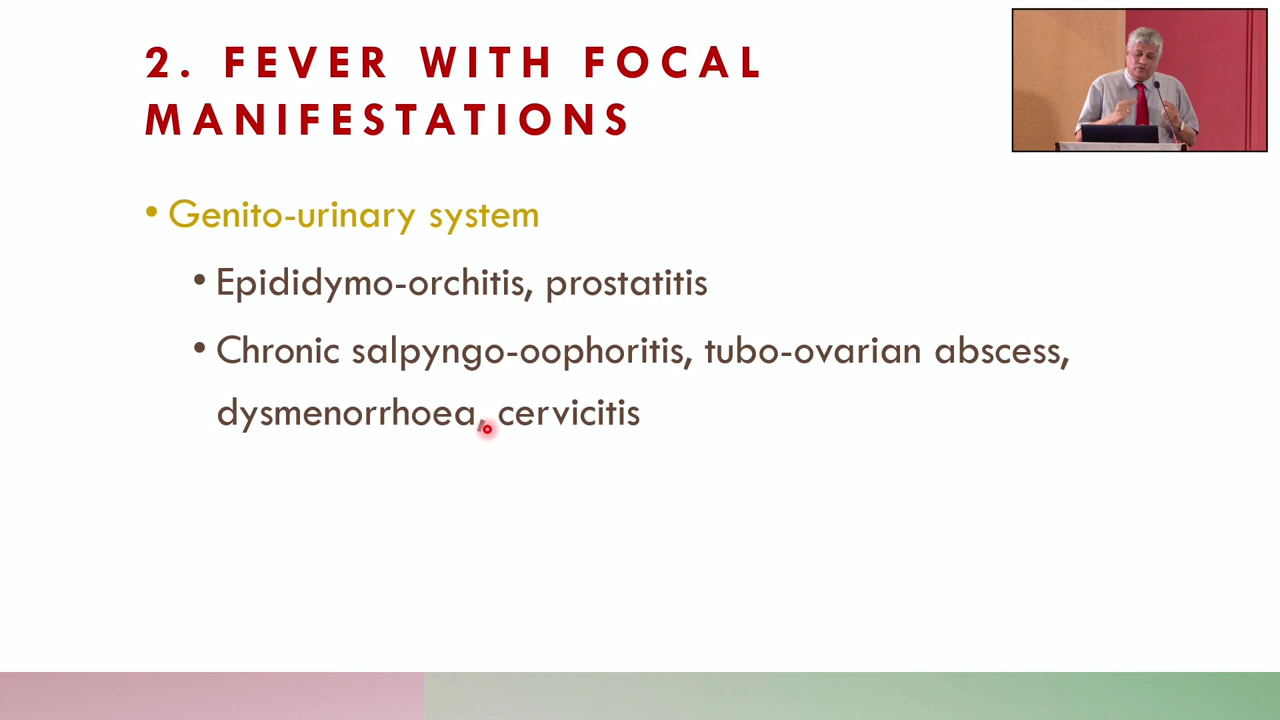 2. FEVER WITH FOCAL
MANIFESTATIONS
• Genito-urinary system
• Epididymo-orchitis, prostatitis
• Chronic salpyngo-oophoritis, tubo-ovarian abscess,
dysmenorrhoea, cervicitis